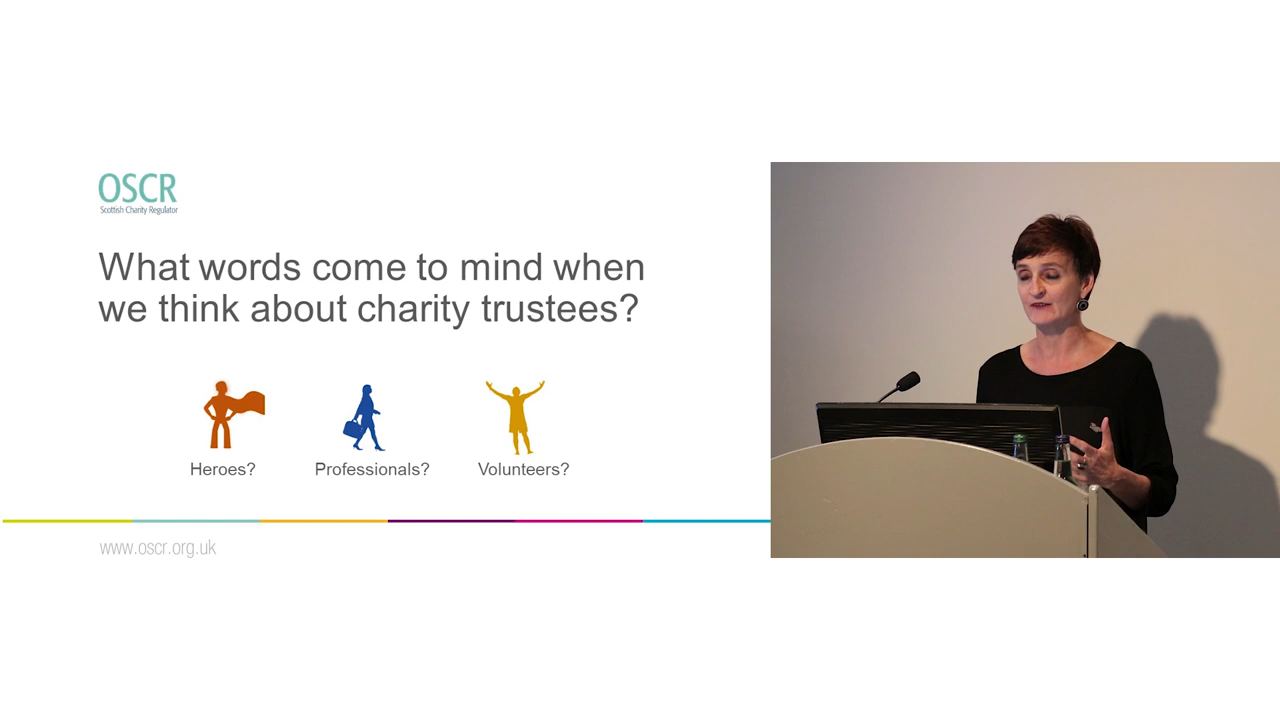 OSCR
Scottish Charity Regulator
What words come to mind when
we think about charity trustees?
Heroes?
Professionals?
Volunteers?
www.oscr.org.uk